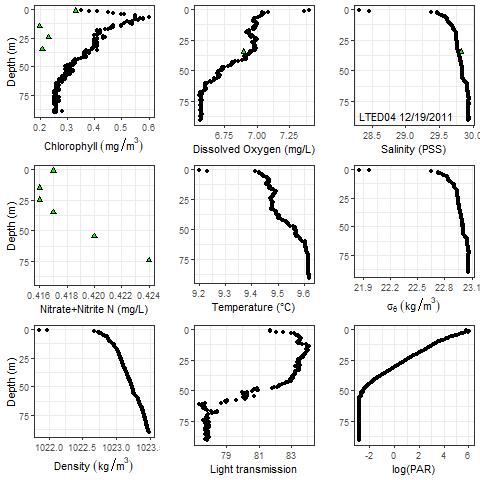 0
25
50
75
Depth (m)
0.2 0.3 0.4 0.5 0.6
Chlorophyll (mg/m³)
0
25
50
75
6.75 7.00 7.25
Dissolved Oxygen (mg/L)
0
25
50
75
LTED04 12/19/2011
28.5 29.0 29.5 30.0
Salinity (PSS)
0
25
50
75
Depth (m)
0.416 0.418 0.420 0.422 0.424
Nitrate+Nitrite N (mg/L)
0
25
50
75
9.2 9.3 9.4 9.5 9.6
Temperature (°C)
0
25
50
75
21.9 22.2 22.5 22.8 23.1
σθ (kg/m³)
0
25
50
75
Depth (m)
1022.0 1022.5 1023.0 1023.5
Density (kg/m³)
0
25
50
75
79 81 83
Light transmission
0
25
50
75
-2 0 2 4 6
log(PAR)